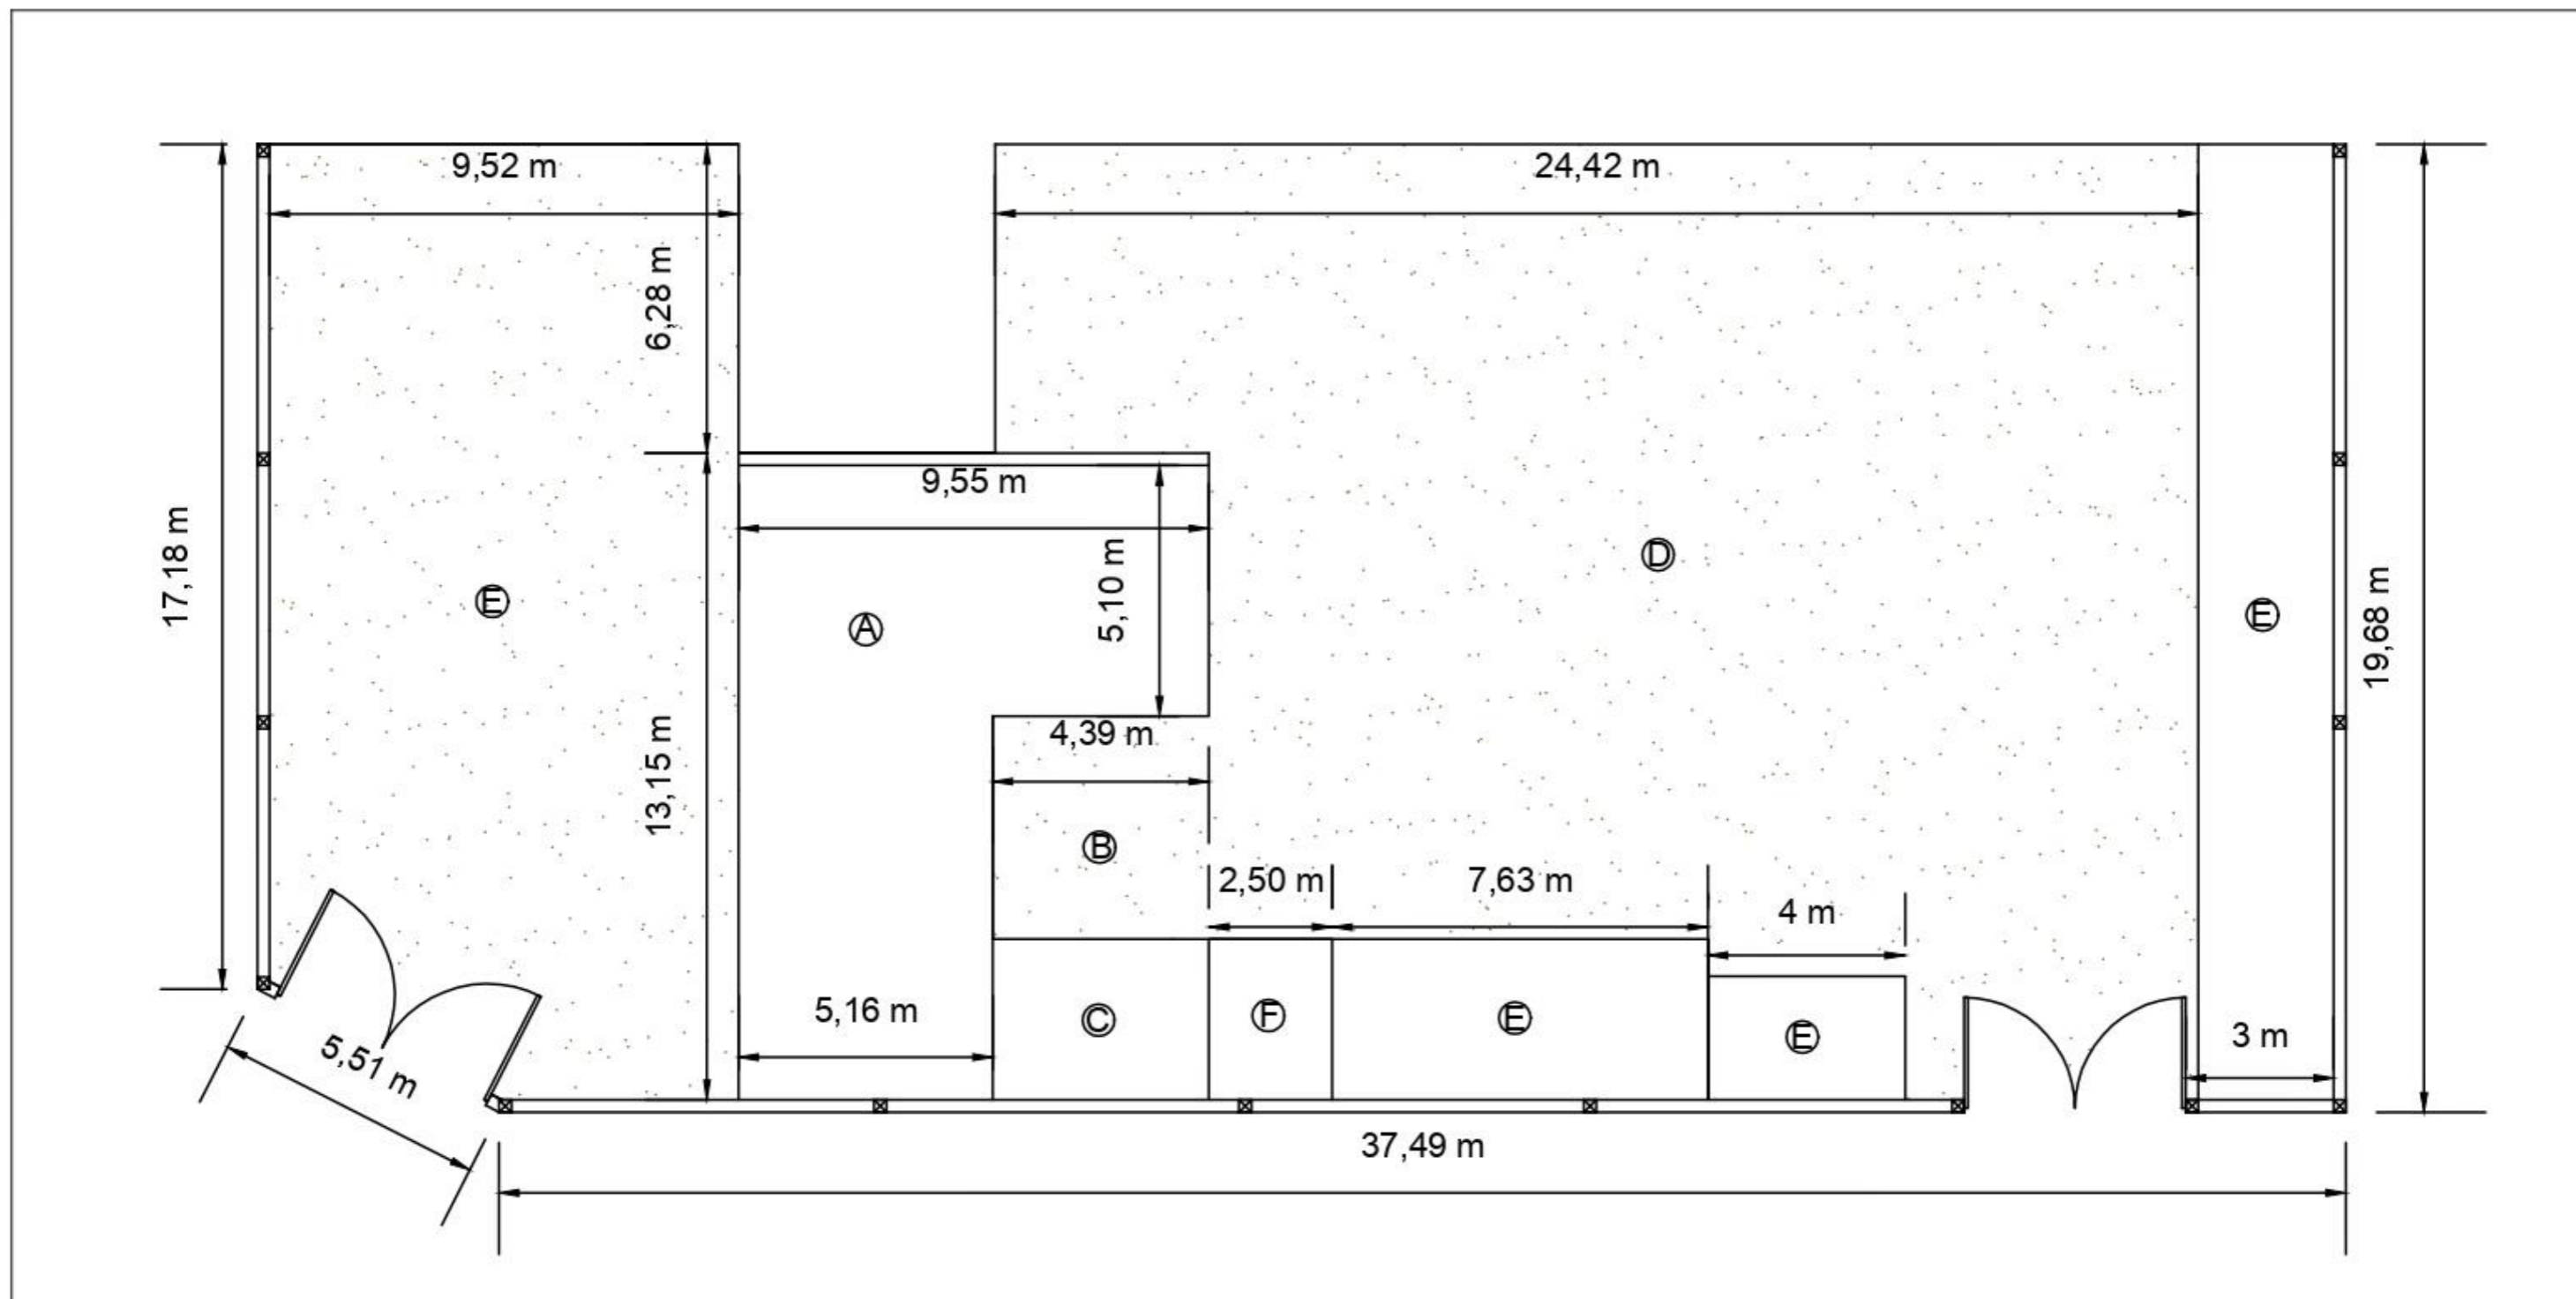 9,52 m
24,42 m
6,28 m
9,55 m
5,10 m
17,18 m
D
E
E
A
19,68 m
4,39 m
13,15 m
B
2,50 m
7,63 m
4 m
5,16 m
C
F
E
E
3 m
5,51 m
37,49 m